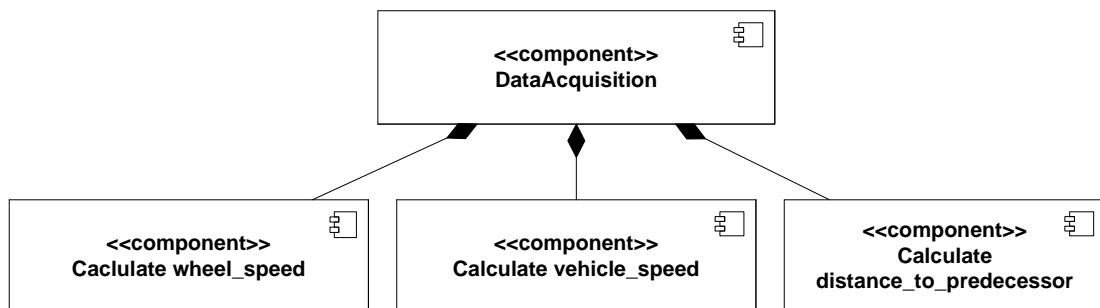 <<component>>
DataAcquisition
<<component>>
Caclulate wheel_speed
<<component>>
Calculate vehicle_speed
<<component>>
Calculate
distance_to_predecessor